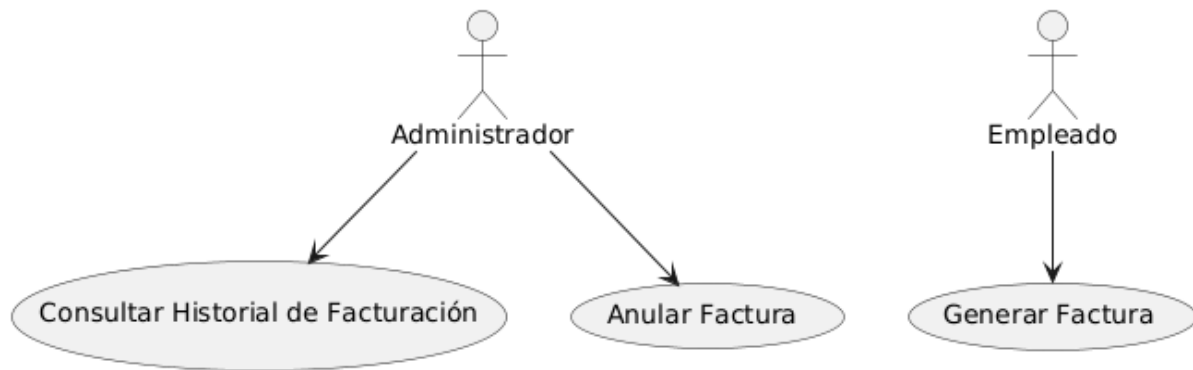 Administrador
Empleado
Consultar Historial de Facturación
Anular Factura
Generar Factura